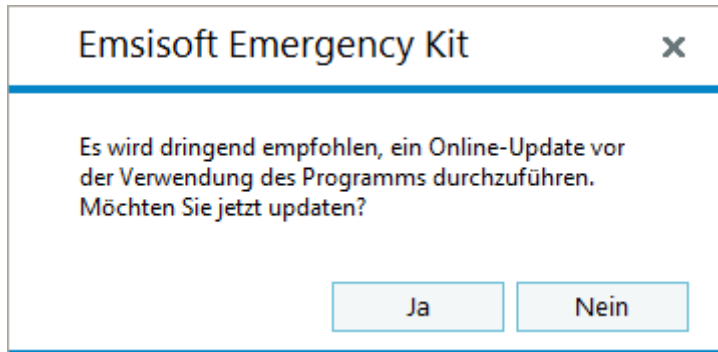 Emsisoft Emergency Kit
Es wird dringend empfohlen, ein Online-Update vor
der Verwendung des Programms durchzuführen.
Möchten Sie jetzt updaten?
Ja
Nein